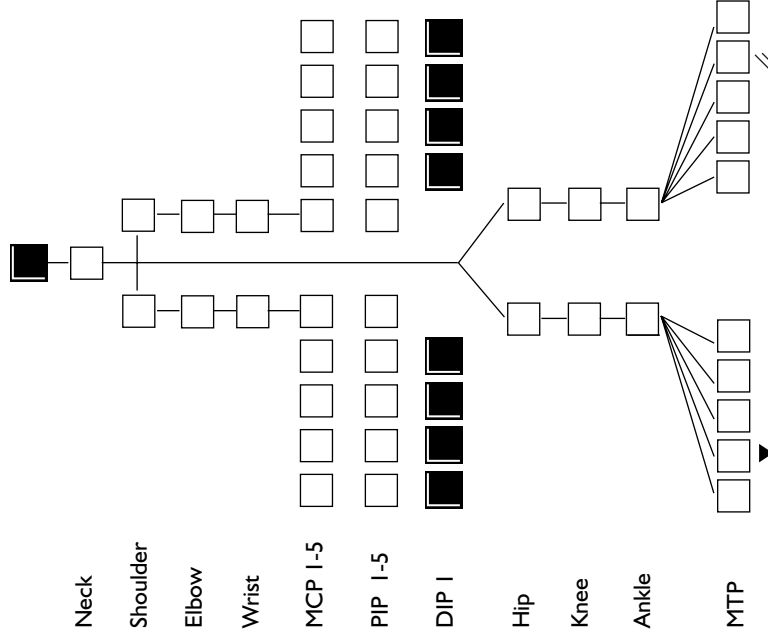 Neck
Shoulder
Elbow
Wrist
MCP 1-5
PIP 1-5
DIP 1
Hip
Knee
Ankle
MTP